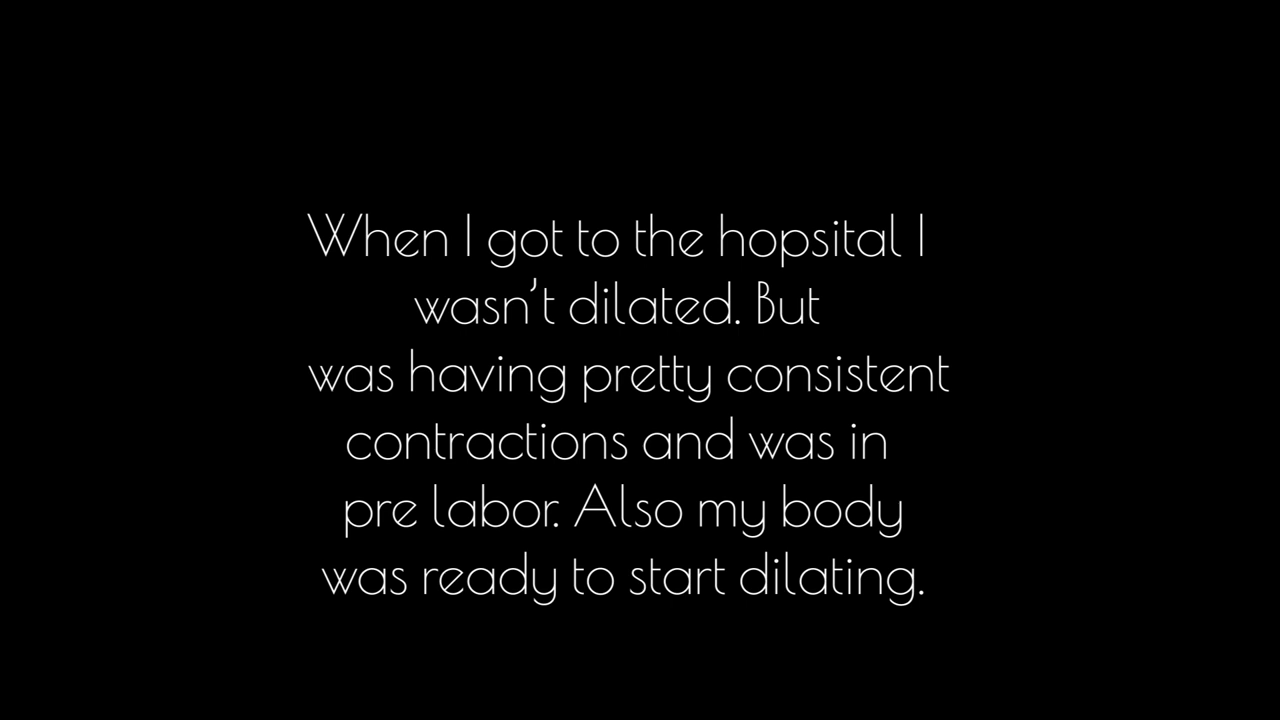 When I got to the hopsital I
wasn't dilated. But
was having pretty consistent
contractions and was in
pre labor. Also my body
was ready to start dilating.